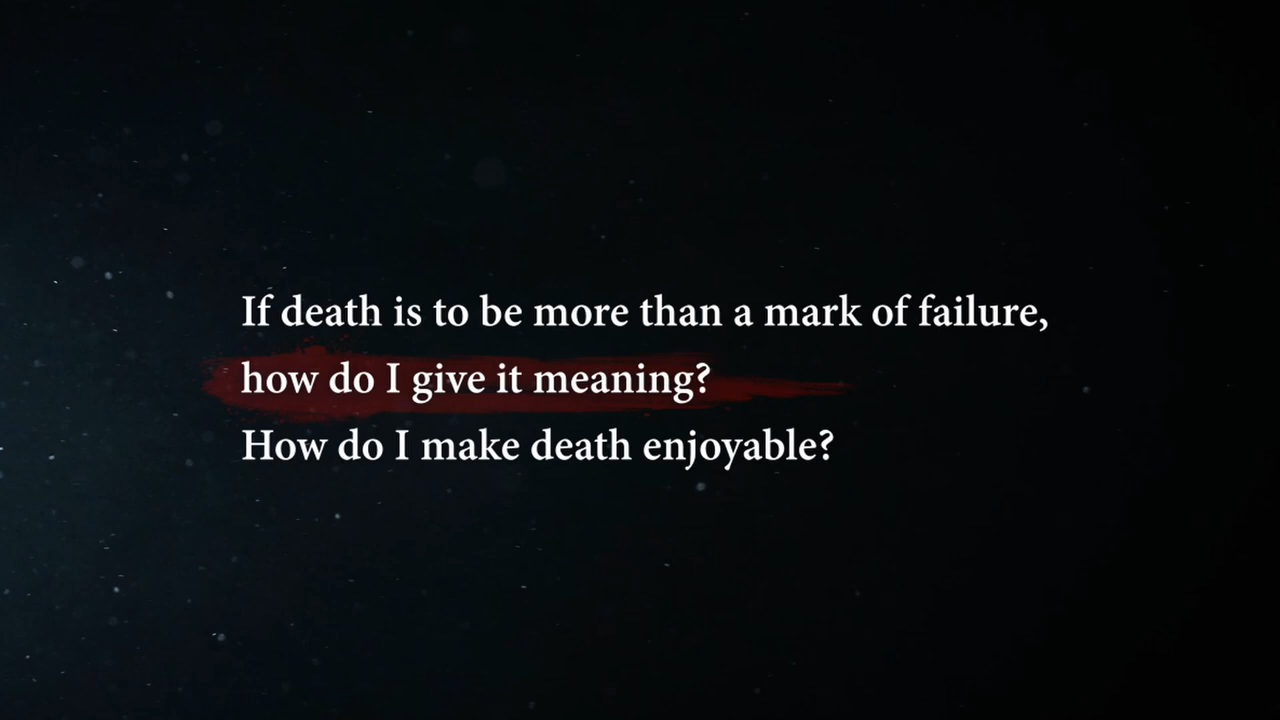 If death is to be more than a mark of failure,
how do I give it meaning?
How do I make death enjoyable?